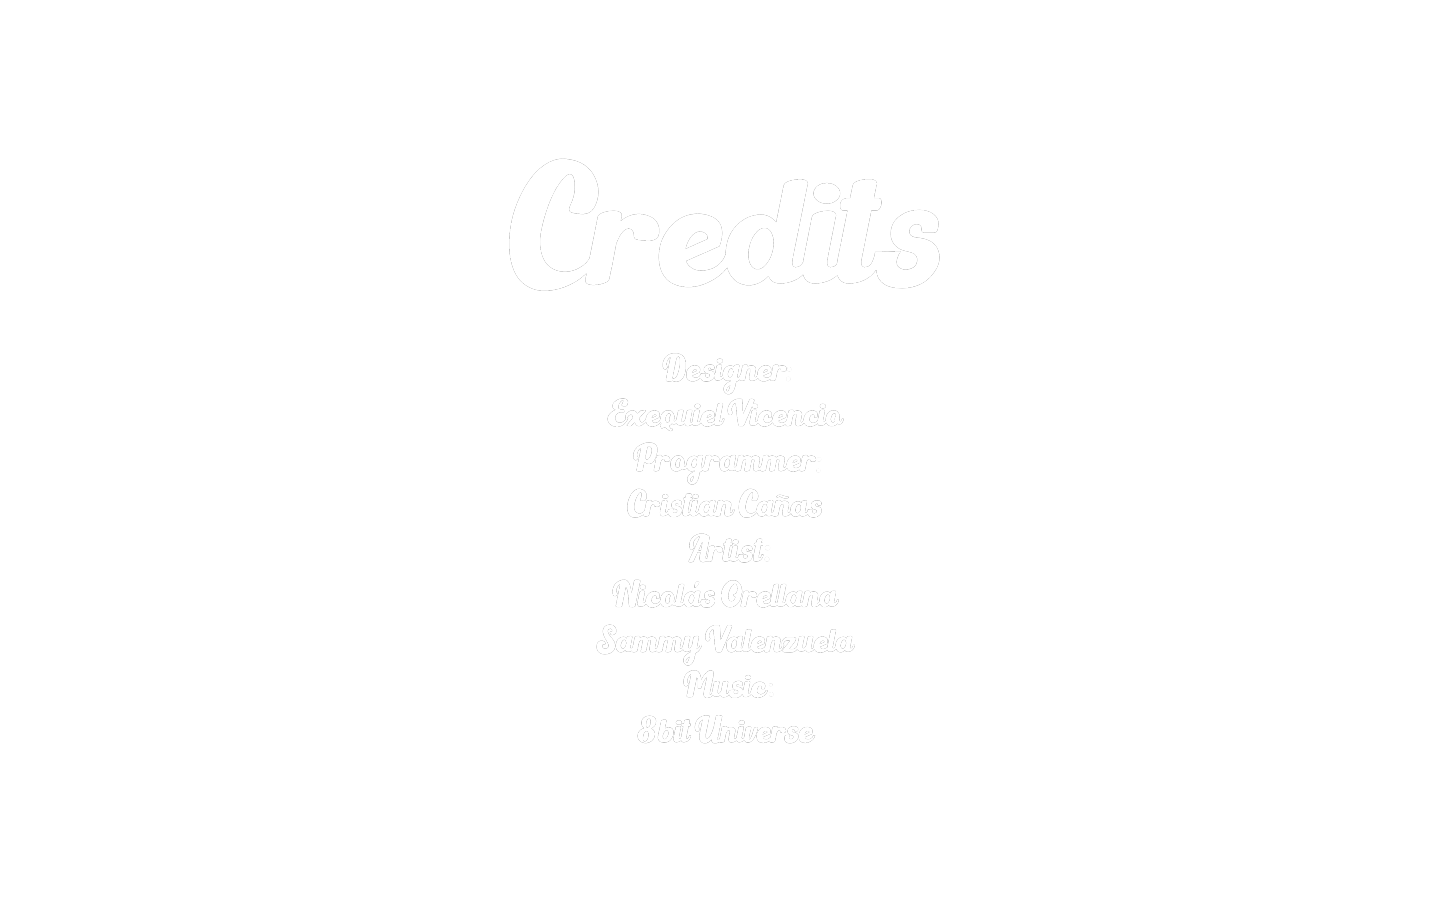 Credits
Designer:
Exequiel Vicencio
Programmer:
Cristian Cañas
Artist:
Nicolás Orellana
Sammy Valenzuela
Music:
8bit Universe